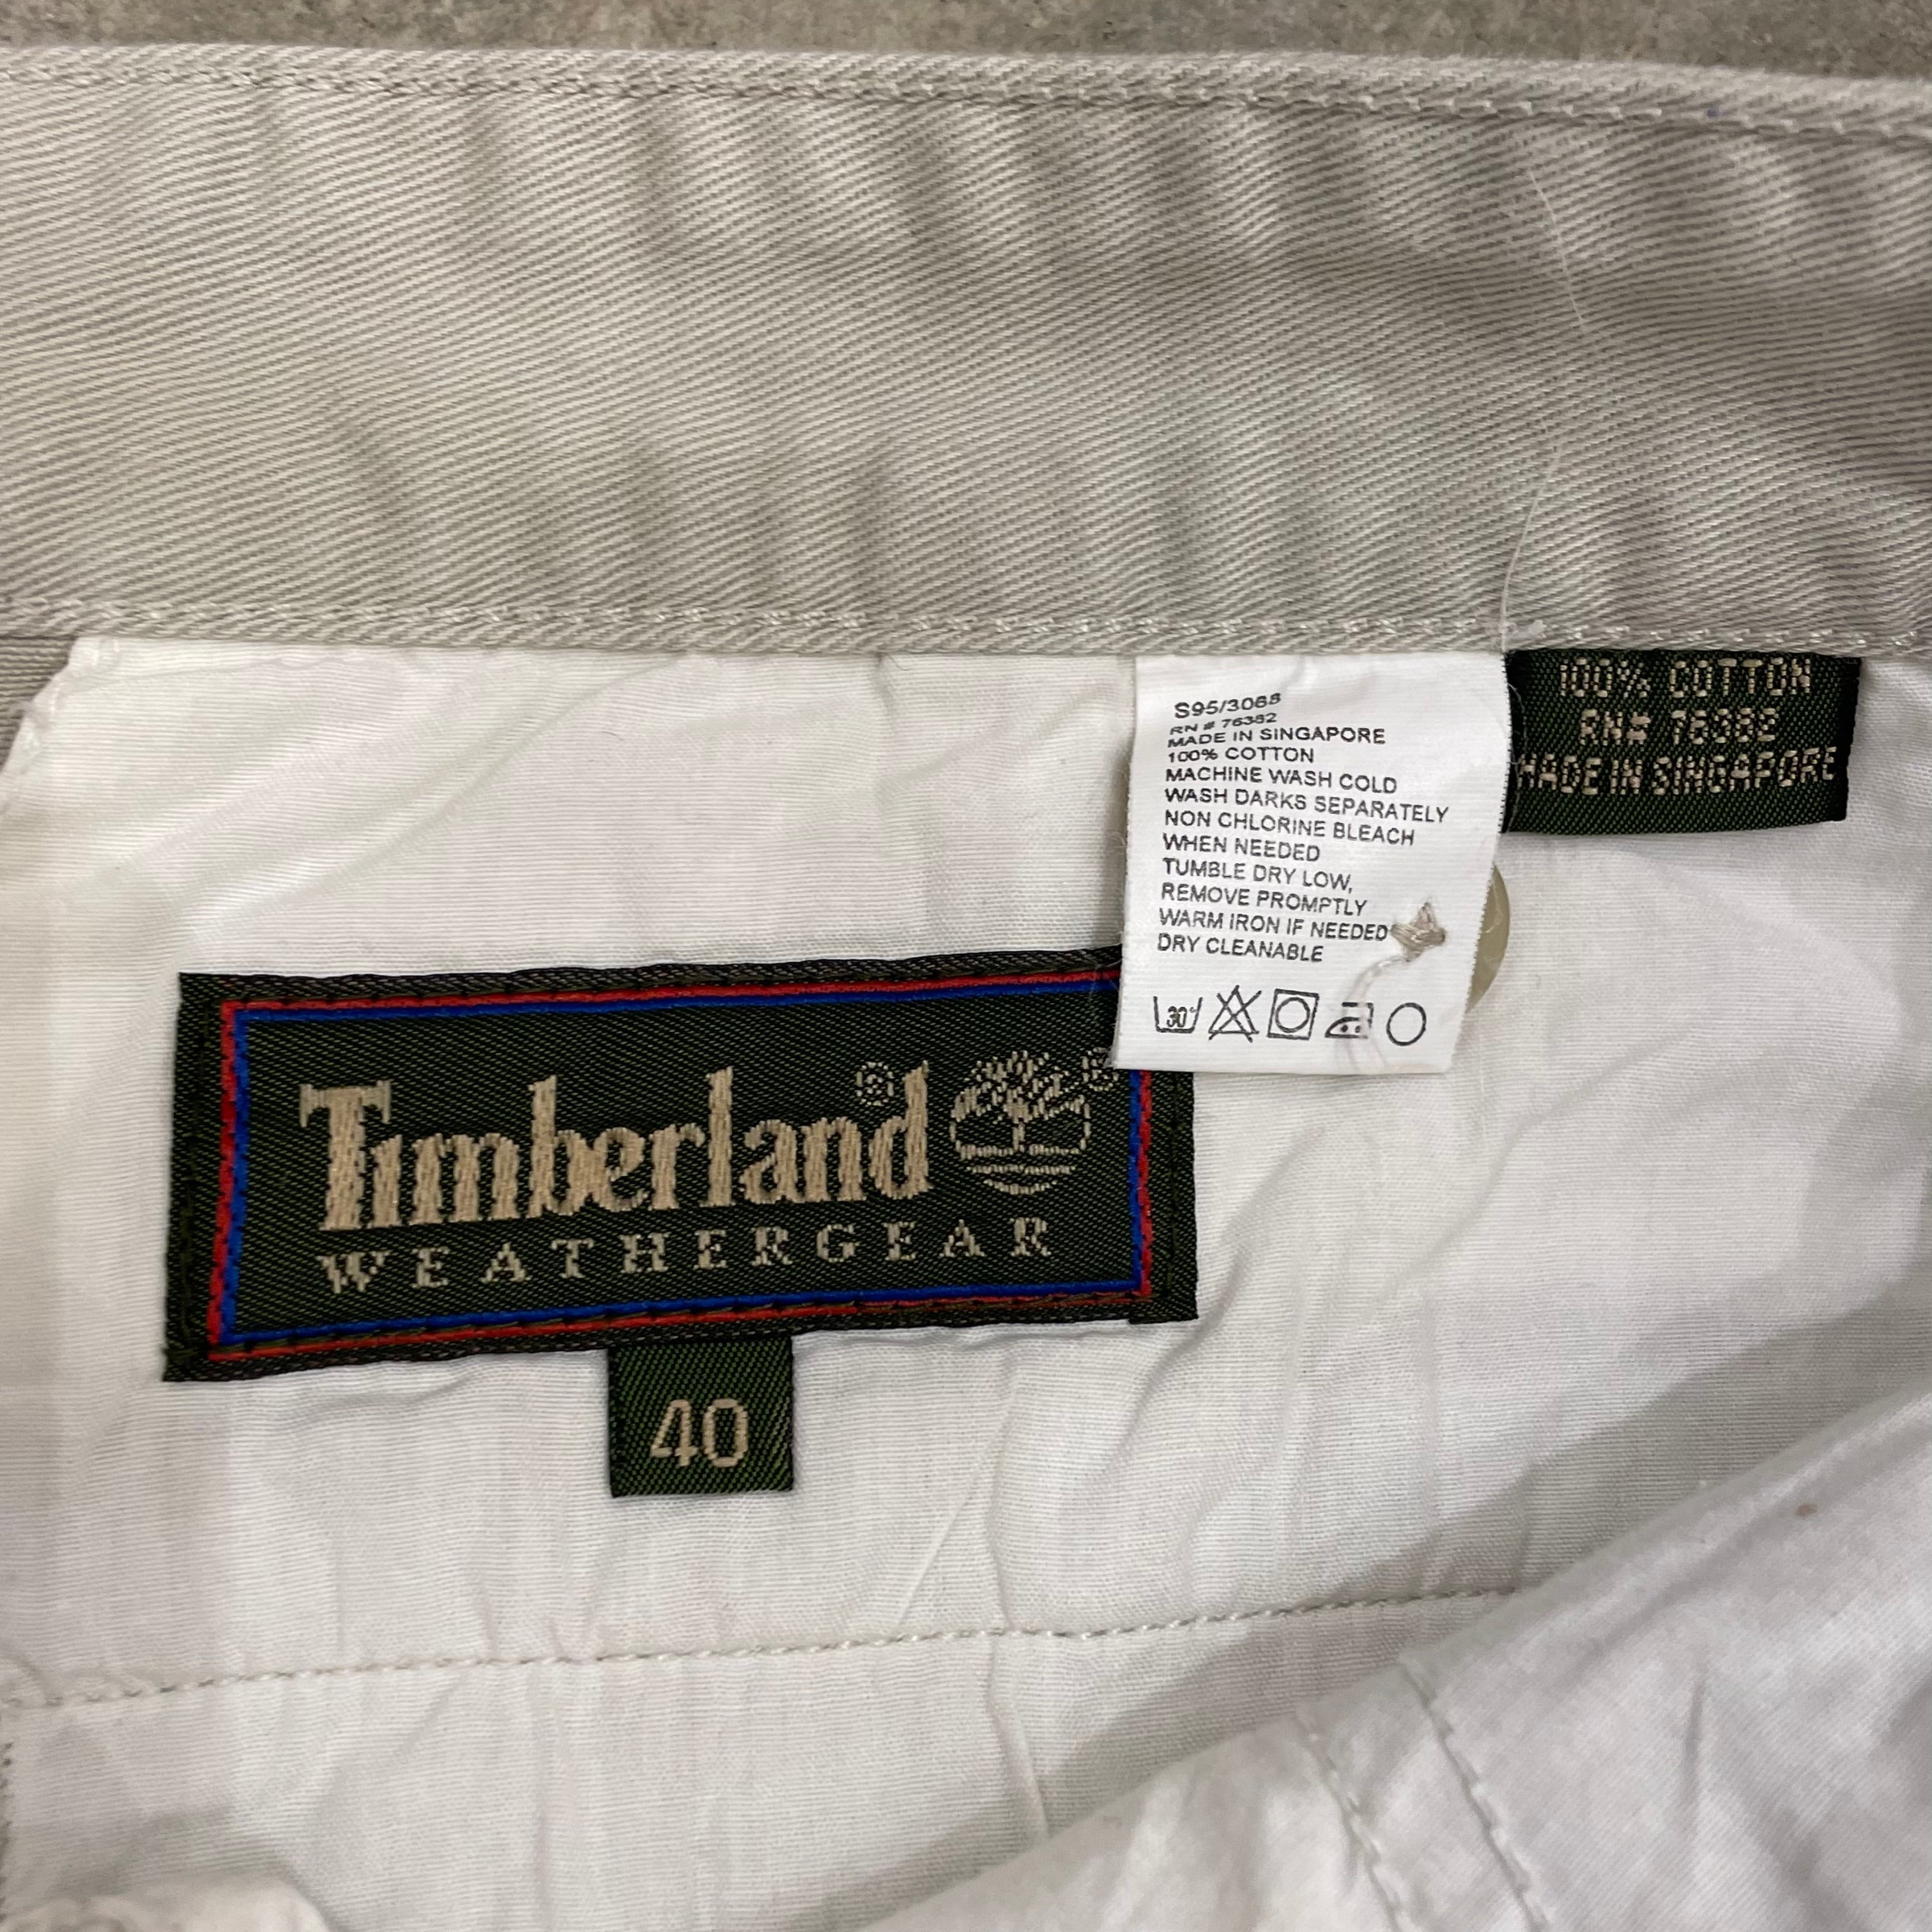 S95/3068
RN # 76382
MADE IN SINGAPORE
100% COTTON
MACHINE WASH COLD
WASH DARKS SEPARATELY
NON CHLORINE BLEACH
WHEN NEEDED
TUMBLE DRY LOW,
REMOVE PROMPTLY
WARM IRON IF NEEDED
DRY CLEANABLE
30°
100% COTTON
RN# 76382
MADE IN SINGAPORE
Timberland®
WEATHERGEAR
40